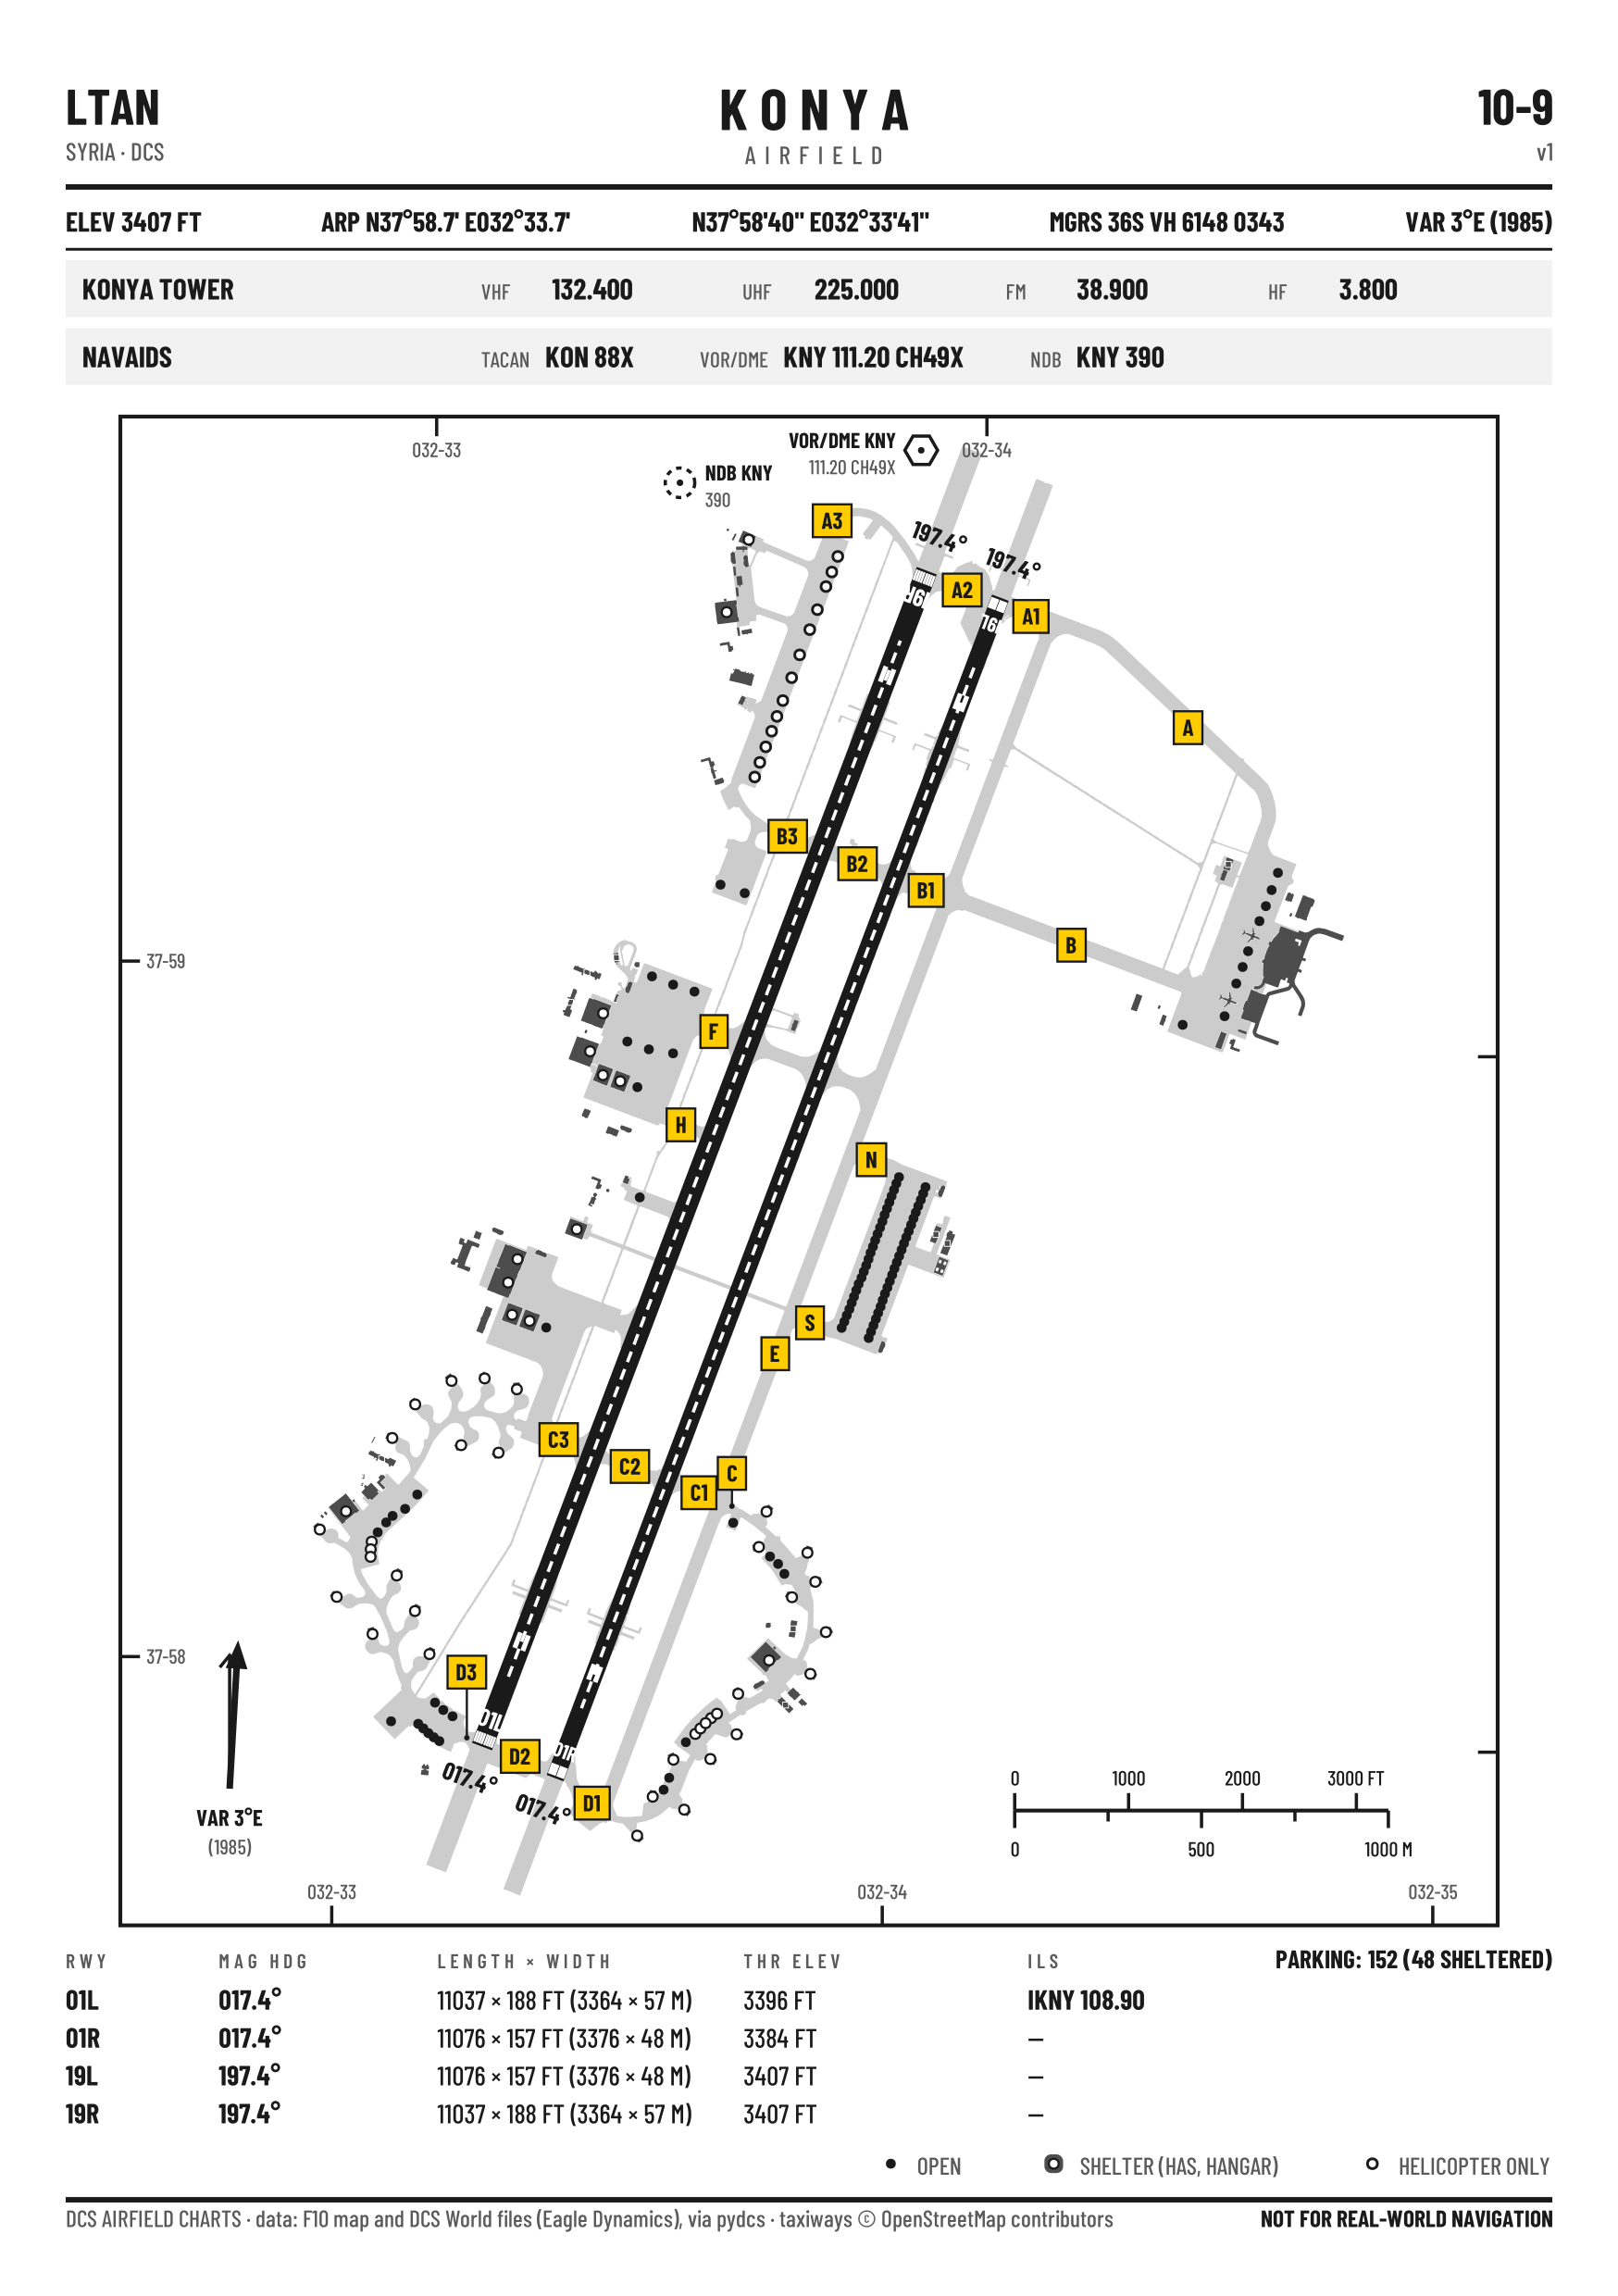 LTAN
SYRIA · DCS
KONYA
AIRFIELD
10-9
v1
ELEV 3407 FT ARP N37°58.7' E032°33.7' N37°58'40" E032°33'41" MGRS 36S VH 6148 0343 VAR 3°E (1985)
KONYA TOWER VHF 132.400 UHF 225.000 FM 38.900 HF 3.800
NAVAIDS TACAN KON 88X VOR/DME KNY 111.20 CH49X NDB KNY 390
032-33
032-34
VOR/DME KNY
111.20 CH49X
NDB KNY
390
A3
197.4°
197.4°
A2
A1
19R
19L
A
B3
B2
B1
B
37-59
F
H
N
S
E
C3
C2
C
C1
37-58
D3
01L
01R
D2
D1
017.4°
017.4°
VAR 3°E
(1985)
0 1000 2000 3000 FT
0 500 1000 M
032-33
032-34
032-35
RWY MAG HDG LENGTH × WIDTH THR ELEV ILS PARKING: 152 (48 SHELTERED)
01L 017.4° 11037 × 188 FT (3364 × 57 M) 3396 FT IKNY 108.90
01R 017.4° 11076 × 157 FT (3376 × 48 M) 3384 FT –
19L 197.4° 11076 × 157 FT (3376 × 48 M) 3407 FT –
19R 197.4° 11037 × 188 FT (3364 × 57 M) 3407 FT –
OPEN SHELTER (HAS, HANGAR) HELICOPTER ONLY
DCS AIRFIELD CHARTS · data: F10 map and DCS World files (Eagle Dynamics), via pydcs · taxiways © OpenStreetMap contributors NOT FOR REAL-WORLD NAVIGATION